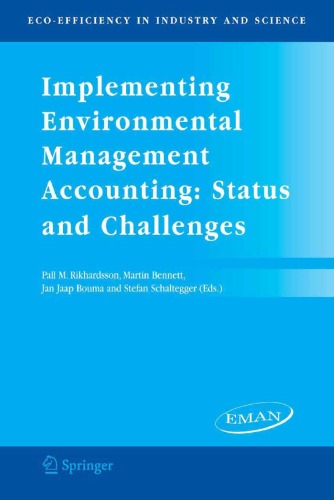 ECO-EFFICIENCY IN INDUSTRY AND SCIENCE
Implementing
Environmental
Management
Accounting: Status
and Challenges
Pall M. Rikhardsson, Martin Bennett,
Jan Jaap Bouma and Stefan Schaltegger (Eds.)
EMAN
Springer